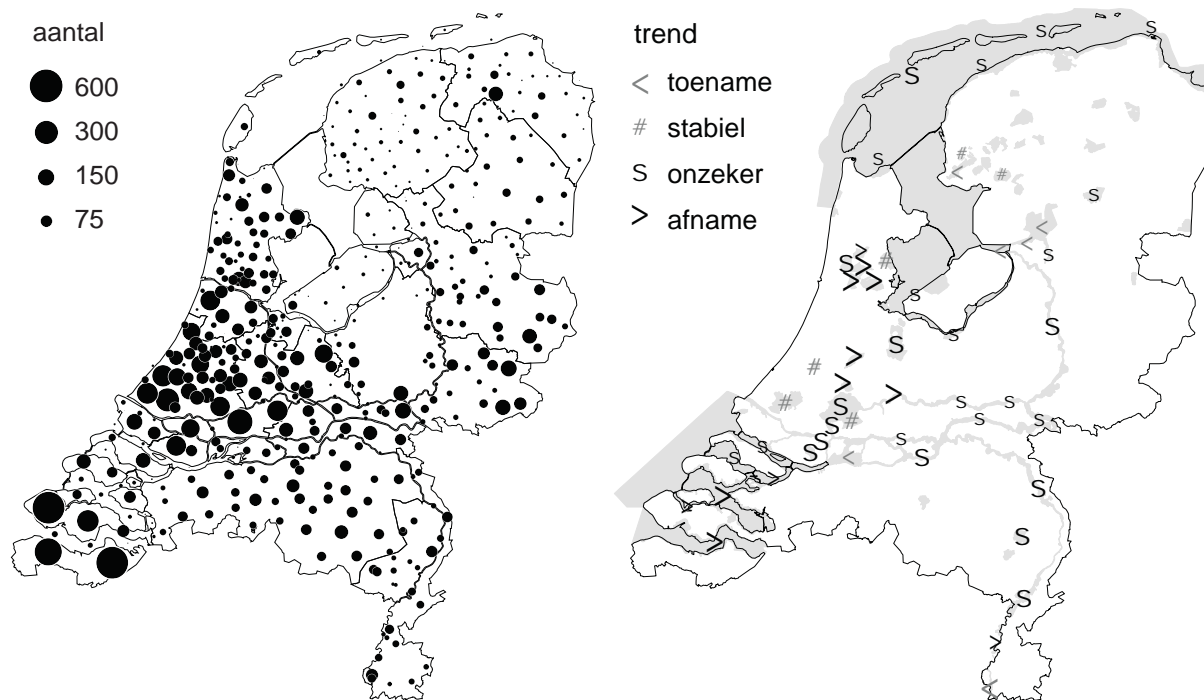 aantal
600
300
150
75
trend
< toename
# stabiel
S onzeker
> afname